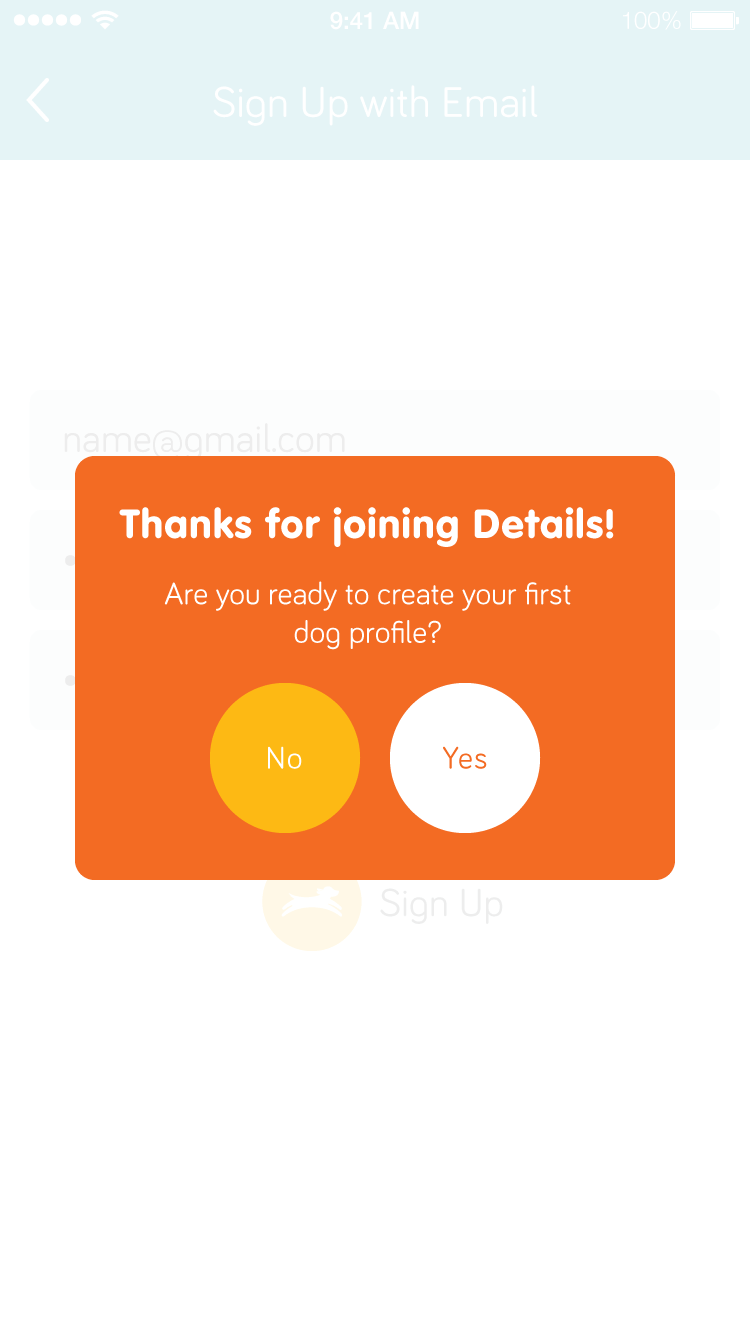 9:41 AM
100%
Sign Up with Email
name@gmail.com
Thanks for joining Details!
Are you ready to create your first
dog profile?
No
Yes
Sign Up